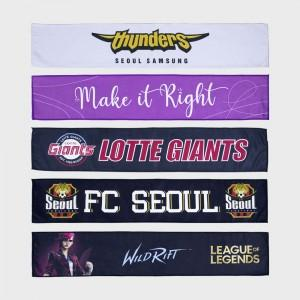 thunders
SEOUL SAMSUNG
Make it Right
Giants
LOTTE GIANTS
Seoul
FC SEOUL
Seoul
WILD RIFT
LEAGUE OF
LEGENDS